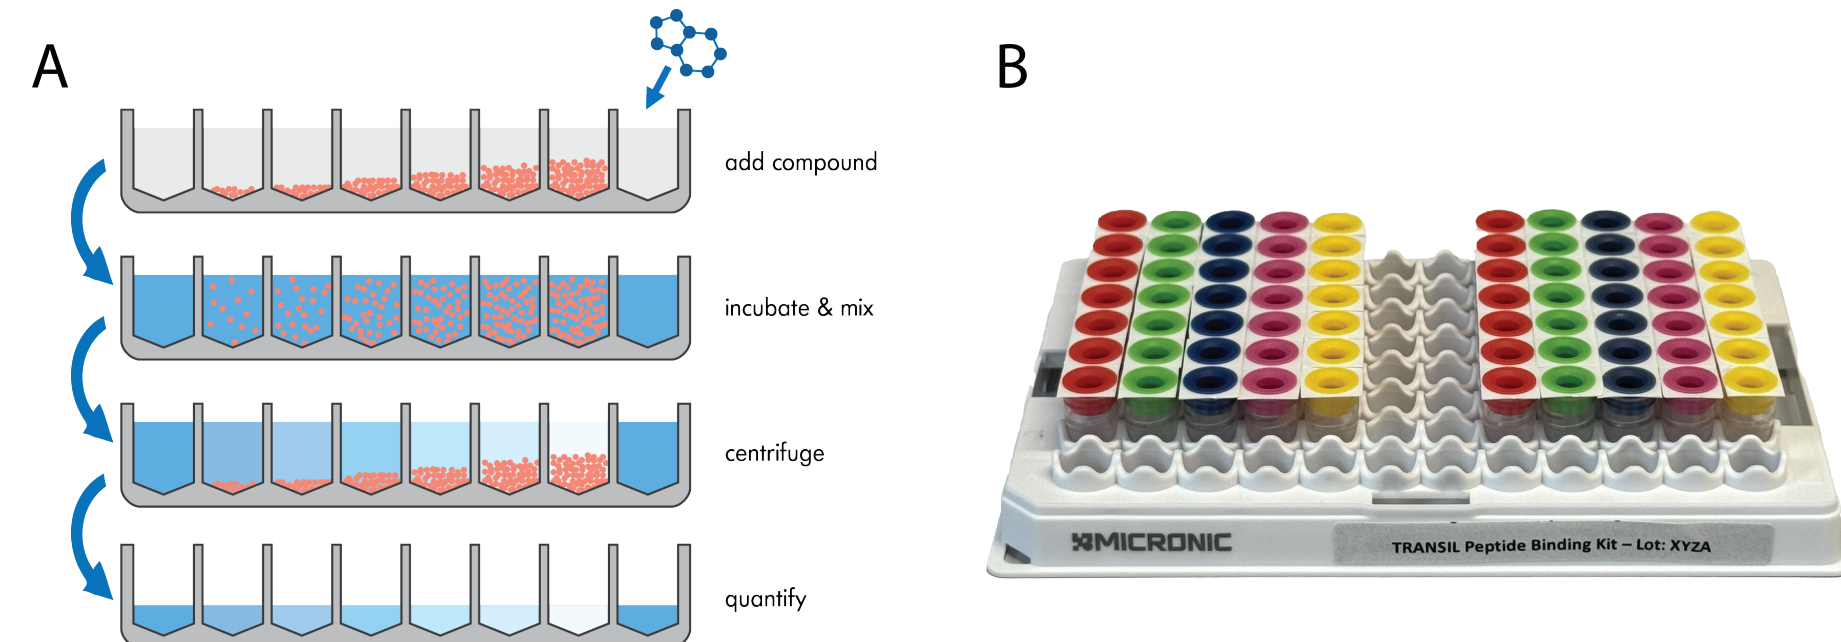 A
add compound
incubate & mix
centrifuge
quantify
B
MICRONIC
TRANSIL Peptide Binding Kit – Lot: XYZA